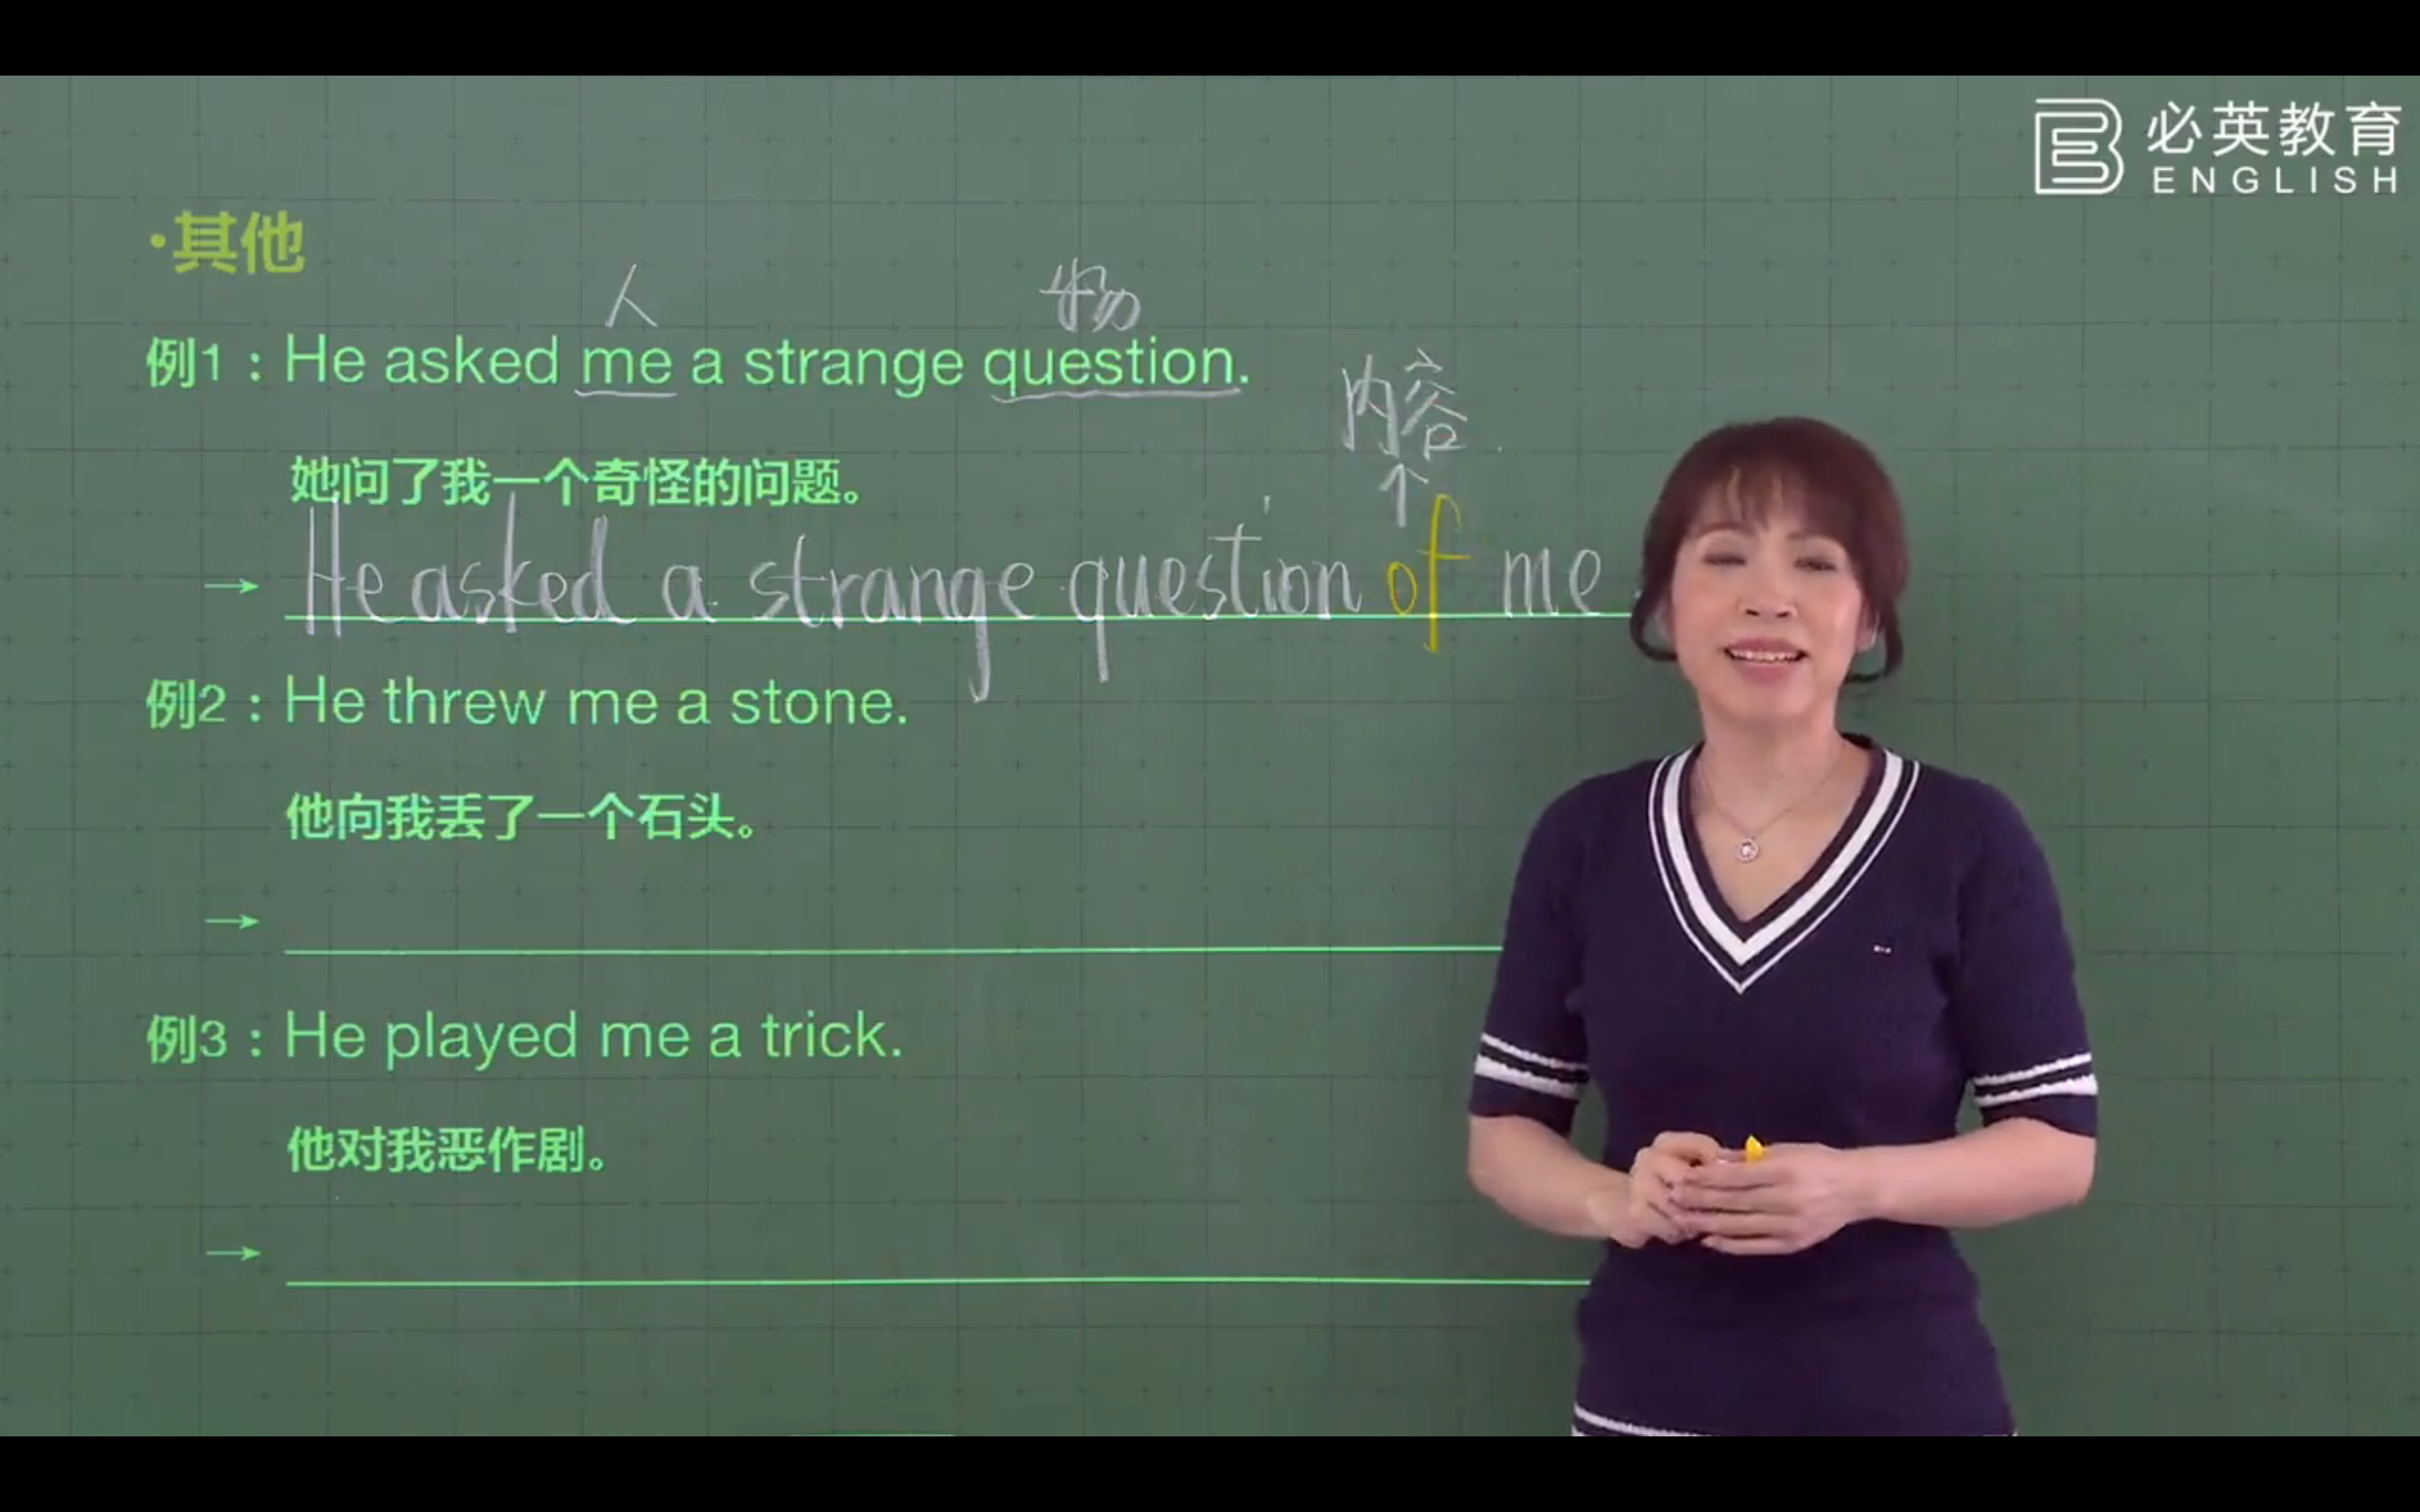 必英教育
ENGLISH
·其他
人 物
例1：He asked me a strange question.
内容
她问了我一个奇怪的问题。
↑
→ He asked a strange question of me
例2：He threw me a stone.
他向我丢了一个石头。
→
例3：He played me a trick.
他对我恶作剧。
→